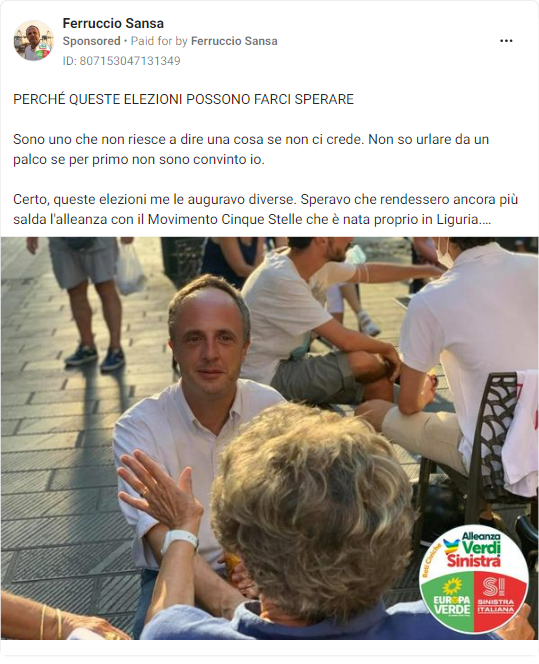 Ferruccio Sansa
Sponsored • Paid for by Ferruccio Sansa
ID: 807153047131349
PERCHÉ QUESTE ELEZIONI POSSONO FARCI SPERARE
Sono uno che non riesce a dire una cosa se non ci crede. Non so urlare da un
palco se per primo non sono convinto io.
Certo, queste elezioni me le auguravo diverse. Speravo che rendessero ancora più
salda l'alleanza con il Movimento Cinque Stelle che è nata proprio in Liguria....
Reti Civiche
Alleanza
Verdi
Sinistra
EUROPA
VERDE
S!
SINISTRA
ITALIANA